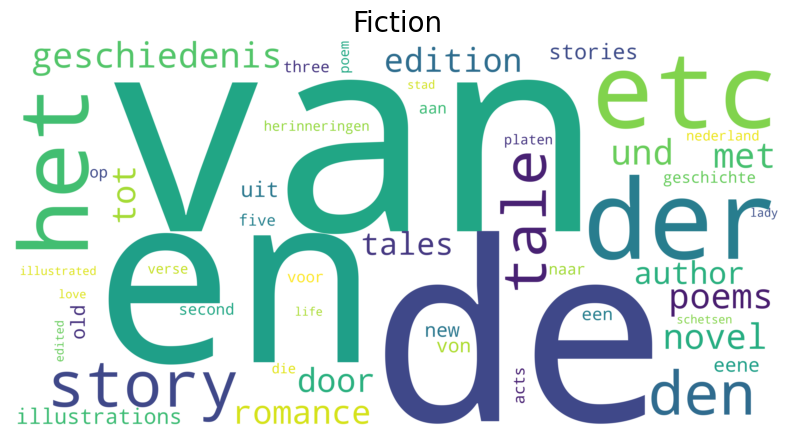 Fiction
geschiedenis
three
poem
edition
stories
het
van
etc
stad
aan
herinneringen
platen
nederland
op
tot
uit
tale
und
met
geschichte
five
tales
der
lady
en
de
illustrated
verse
voor
naar
author
love
second
life
een
poems
schetsen
edited
old
new
von
novel
die
door
acts
eene
story
den
illustrations
romance